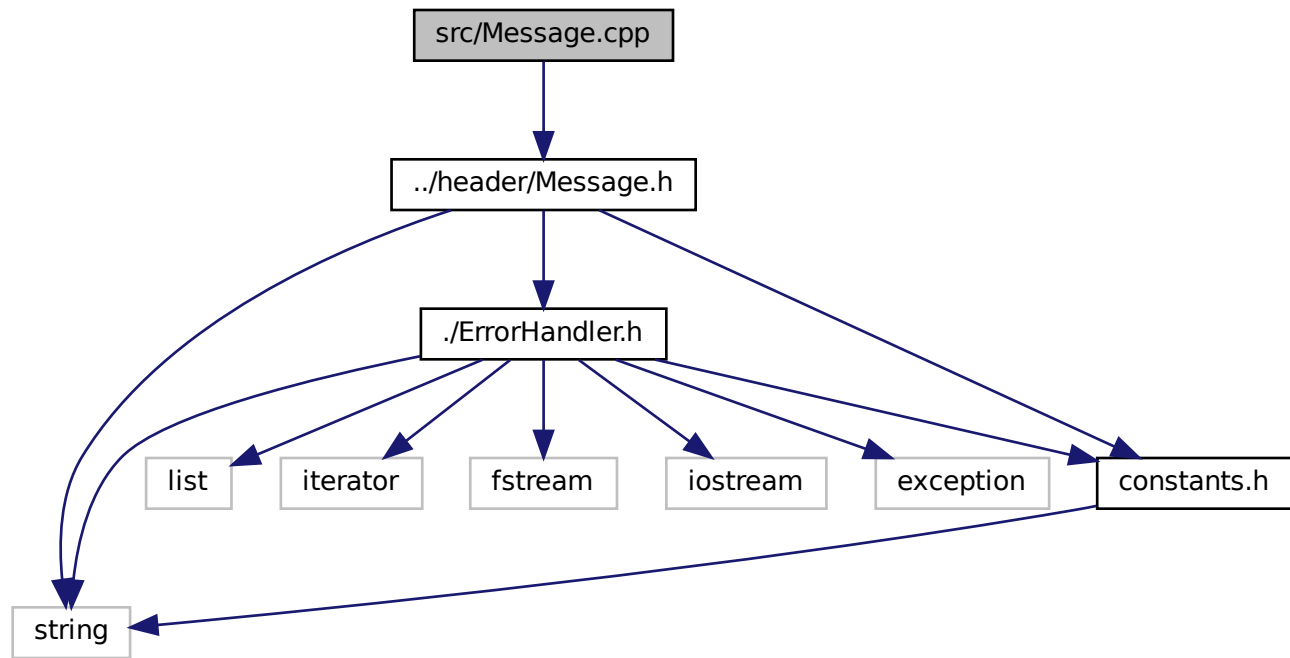 src/Message.cpp
../header/Message.h
./ErrorHandler.h
list
iterator
fstream
iostream
exception
constants.h
string